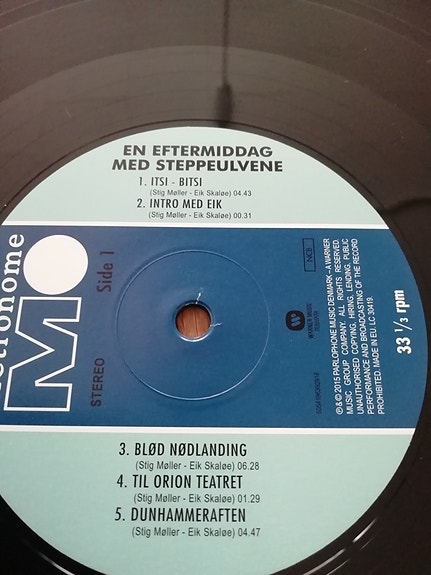 EN EFTERMIDDAG
MED STEPPEULVENE
1. ITSI - BITSI
(Stig Møller - Eik Skaløe) 04.43
2. INTRO MED EIK
(Stig Møller - Eik Skaløe) 00.31
etronome
Side 1
STEREO
NCB
WARNER MUSIC
℗&© 2015 PARLOPHONE MUSIC DENMARK – A WARNER
MUSIC GROUP COMPANY. ALL RIGHTS RESERVED.
UNAUTHORISED COPYING, HIRING, LENDING, PUBLIC
PERFORMANCE AND BROADCASTING OF THE RECORD
PROHIBITED. MADE IN EU. LC 30419.
33 1/3 rpm
3. BLØD NØDLANDING
(Stig Møller - Eik Skaløe) 06.28
4. TIL ORION TEATRET
(Stig Møller - Eik Skaløe) 01.29
5. DUNHAMMERAFTEN
(Stig Møller - Eik Skaløe) 04.47